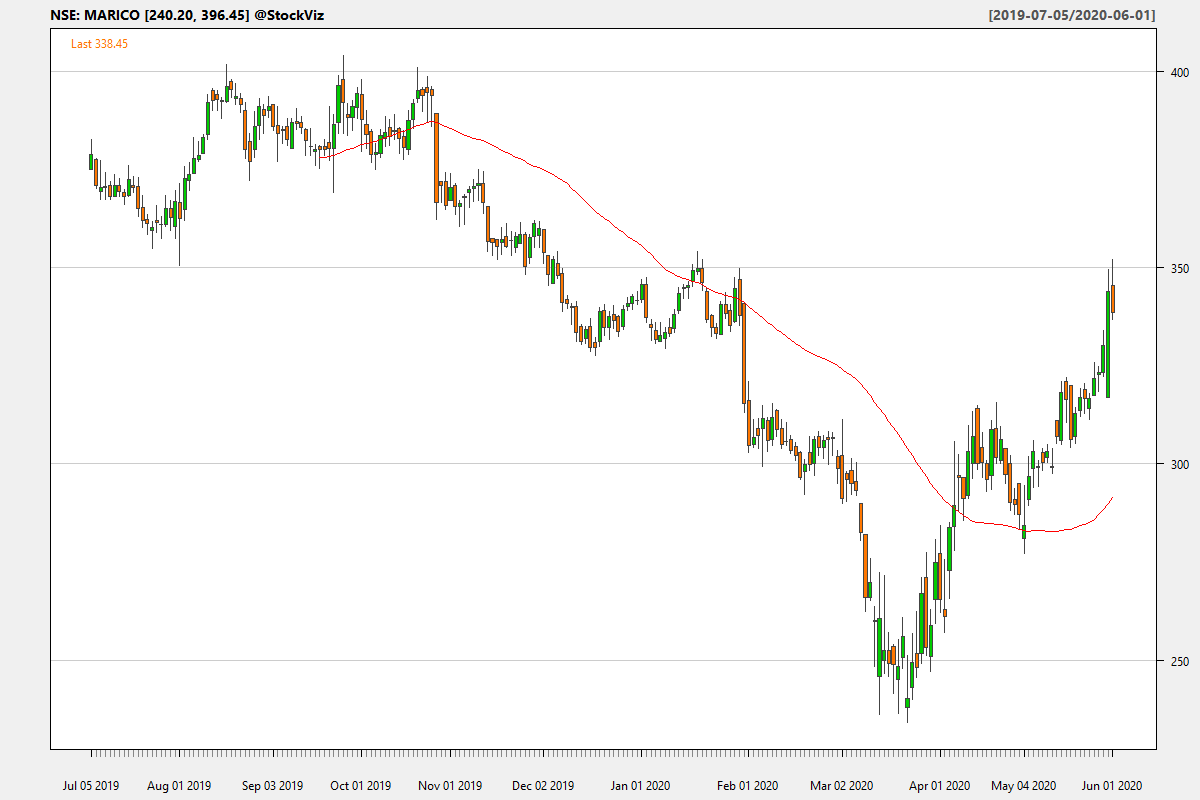 NSE: MARICO [240.20, 396.45] @StockViz
[2019-07-05/2020-06-01]
Last 338.45
400
350
300
250
Jul 05 2019
Aug 01 2019
Sep 03 2019
Oct 01 2019
Nov 01 2019
Dec 02 2019
Jan 01 2020
Feb 01 2020
Mar 02 2020
Apr 01 2020
May 04 2020
Jun 01 2020